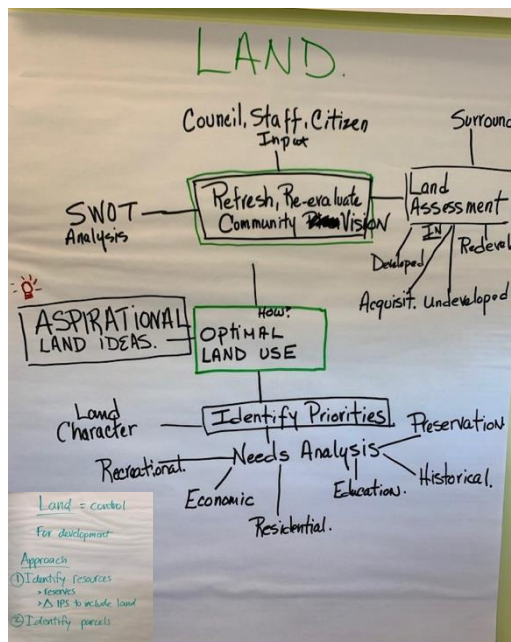 LAND.
Council, Staff, Citizen
Input
Surround
Refresh, Re-evaluate
Community Vision
SWOT
Analysis
Land
Assessment
IN
Developed
Redevel
Acquisit.
Undeveloped
ASPIRATIONAL
LAND IDEAS.
HOW?
OPTIMAL
LAND USE
Identify Priorities
Land
Character
Needs Analysis
Preservation
Recreational.
Economic
Residential.
Education.
Historical.
Land = control
For development
Approach
① Identify resources
> reserves
> △ IPS to include land
② Identify parcels